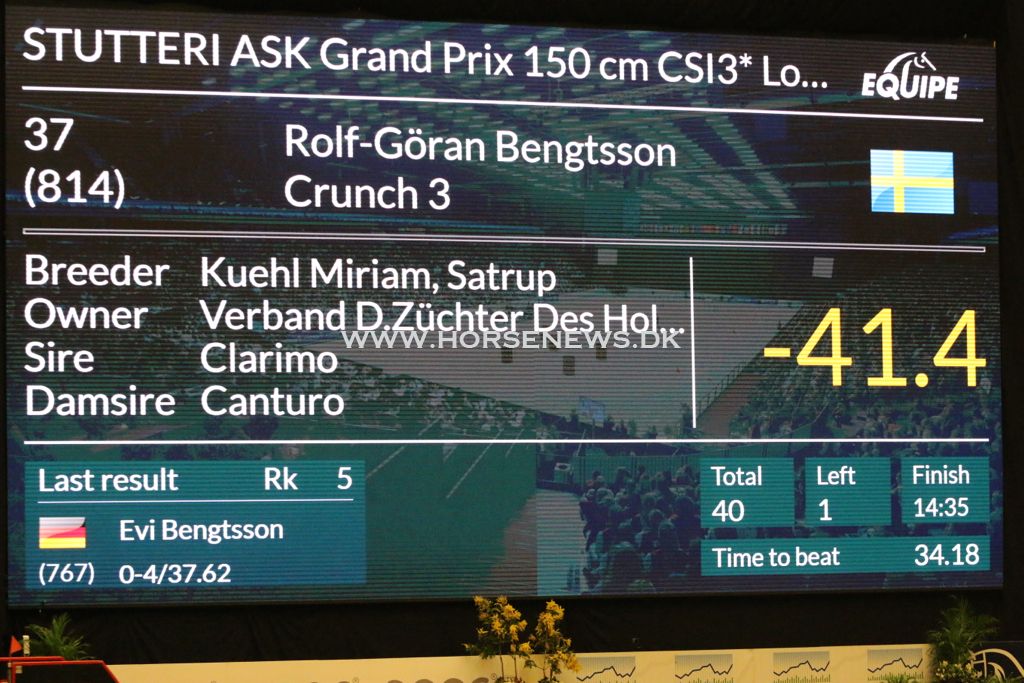 STUTTERI ASK Grand Prix 150 cm CSI3* Lo...
EQUIPE
37
Rolf-Göran Bengtsson
(814)
Crunch 3
Breeder Kuehl Miriam, Satrup
Owner Verband D.Züchter Des Hol...
WWW.HORSENEWS.DK
Sire Clarimo
Damsire Canturo
-41.4
Last result Rk 5
Evi Bengtsson
(767) 0-4/37.62
Total Left Finish
40 1 14:35
Time to beat 34.18